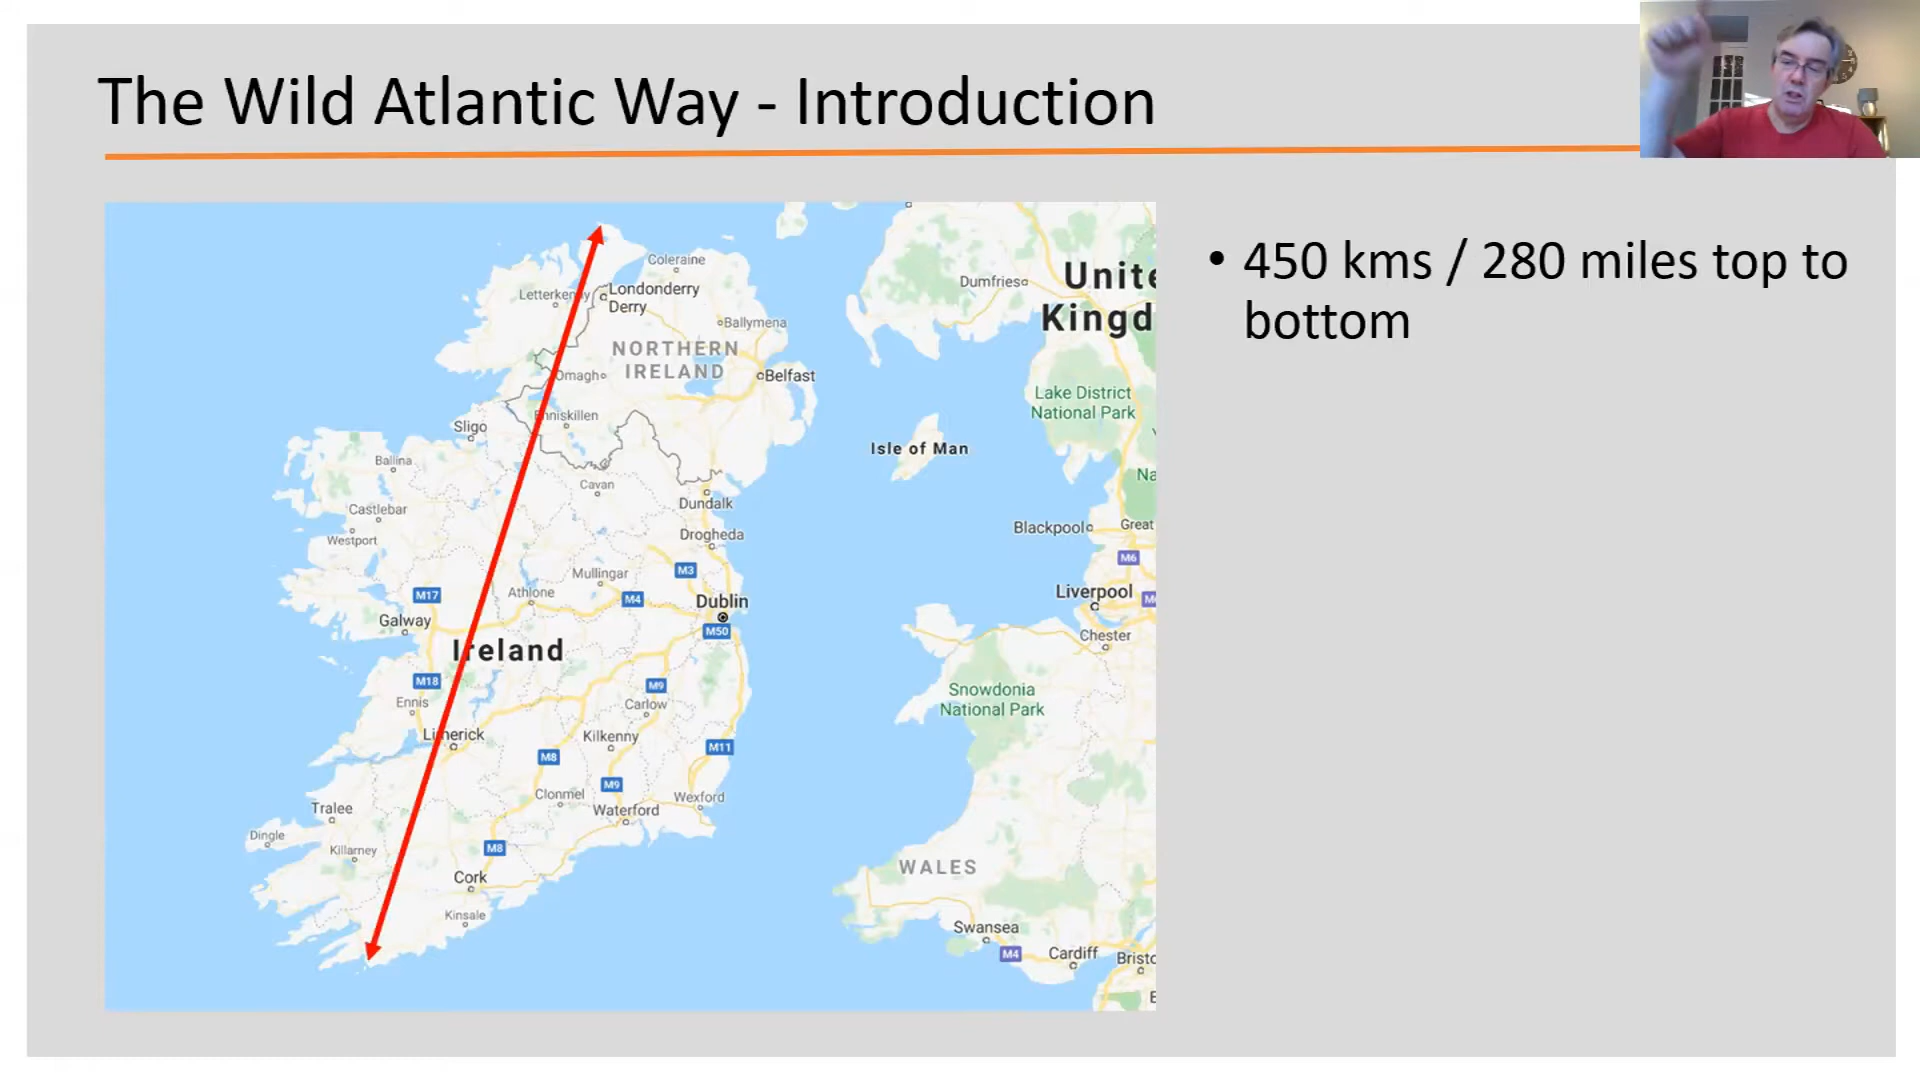 The Wild Atlantic Way - Introduction
• 450 kms / 280 miles top to
bottom
Coleraine
Letterkenny
Londonderry
Derry
Ballymena
NORTHERN
IRELAND
Omagh
Belfast
Enniskillen
Sligo
Ballina
Cavan
Castlebar
Dundalk
Westport
Drogheda
M3
Mullingar
Athlone
M17
M4
Dublin
M50
Galway
Ireland
M18
M9
Ennis
Carlow
Limerick
Kilkenny
M11
M8
M9
Clonmel
Wexford
Tralee
Waterford
Dingle
Killarney
M8
Cork
Kinsale
Dumfries
Unite
Kingd
Lake District
National Park
Isle of Man
Na
Blackpool
Great
M6
Liverpool
M
Chester
Snowdonia
National Park
WALES
Swansea
M4
Cardiff
Bristo
E